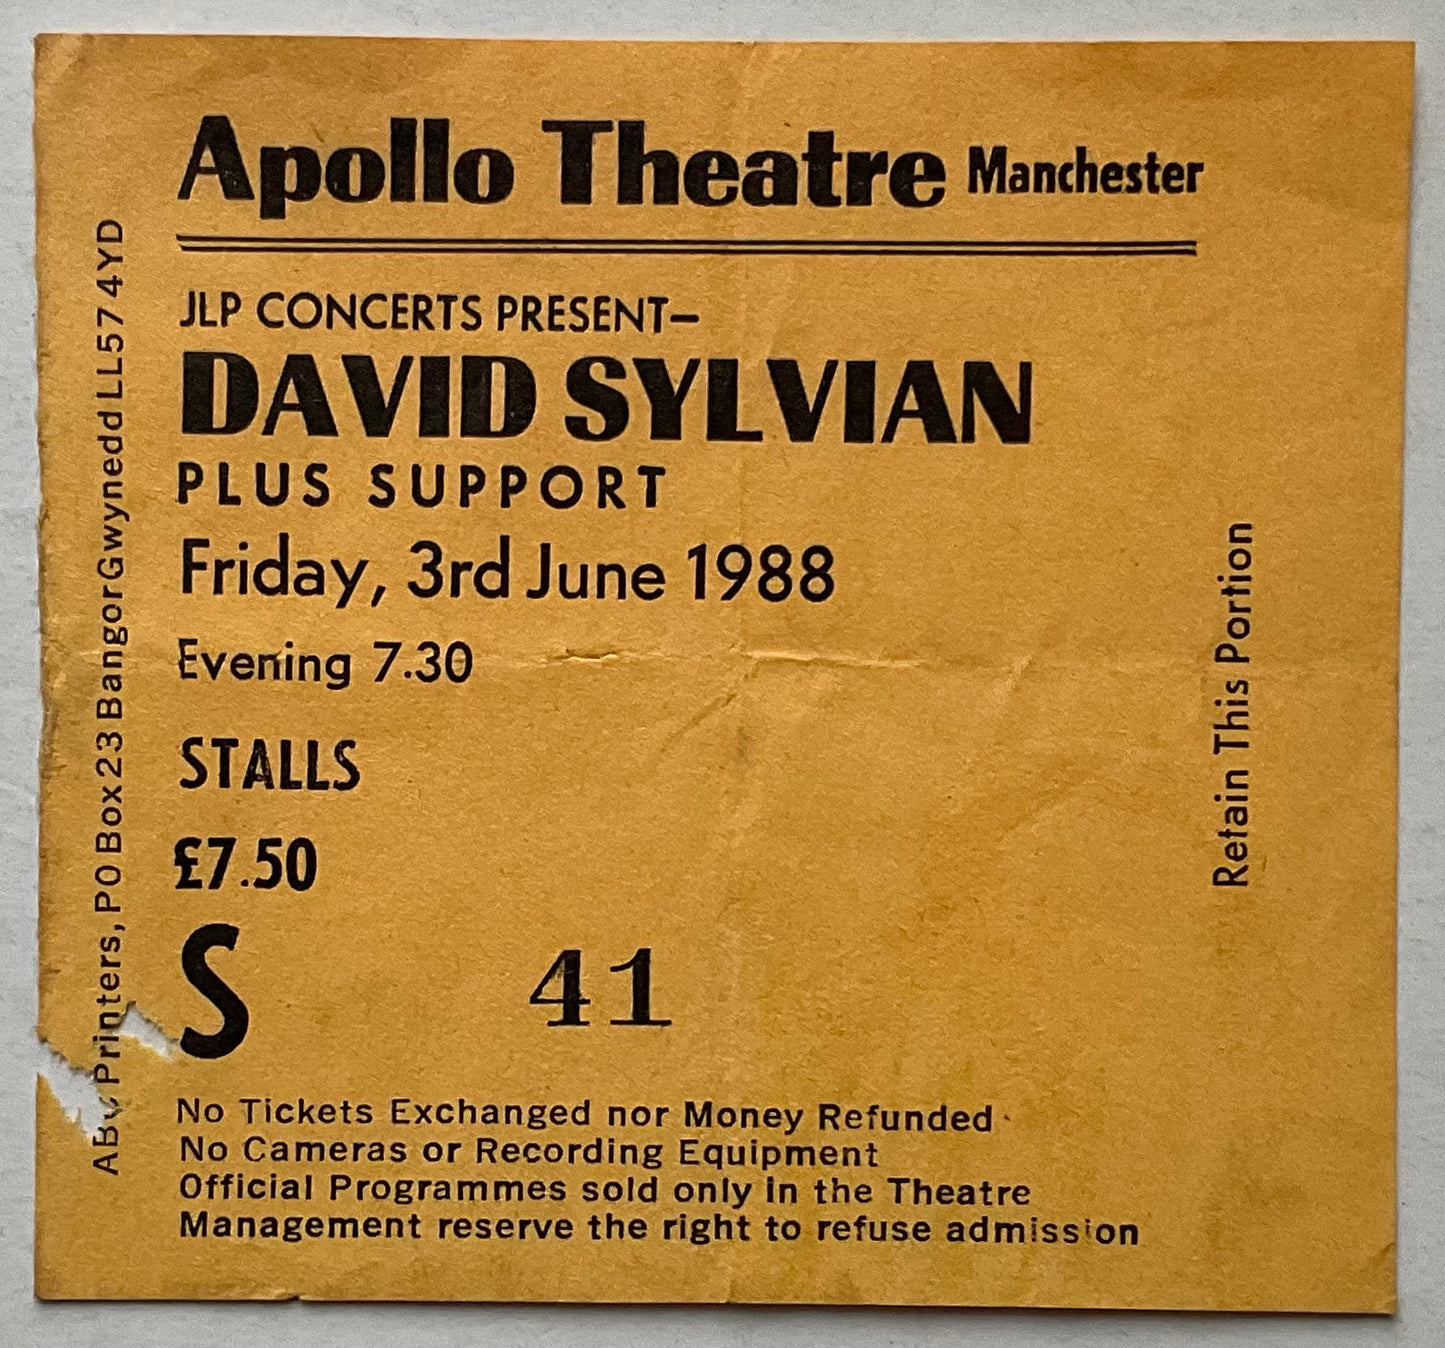 Apollo Theatre Manchester
JLP CONCERTS PRESENT–
DAVID SYLVIAN
PLUS SUPPORT
Friday, 3rd June 1988
Evening 7.30
STALLS
£7.50
S 41
No Tickets Exchanged nor Money Refunded
No Cameras or Recording Equipment
Official Programmes sold only in the Theatre
Management reserve the right to refuse admission
ABC Printers, PO Box 23 Bangor Gwynedd LL57 4YD
Retain This Portion